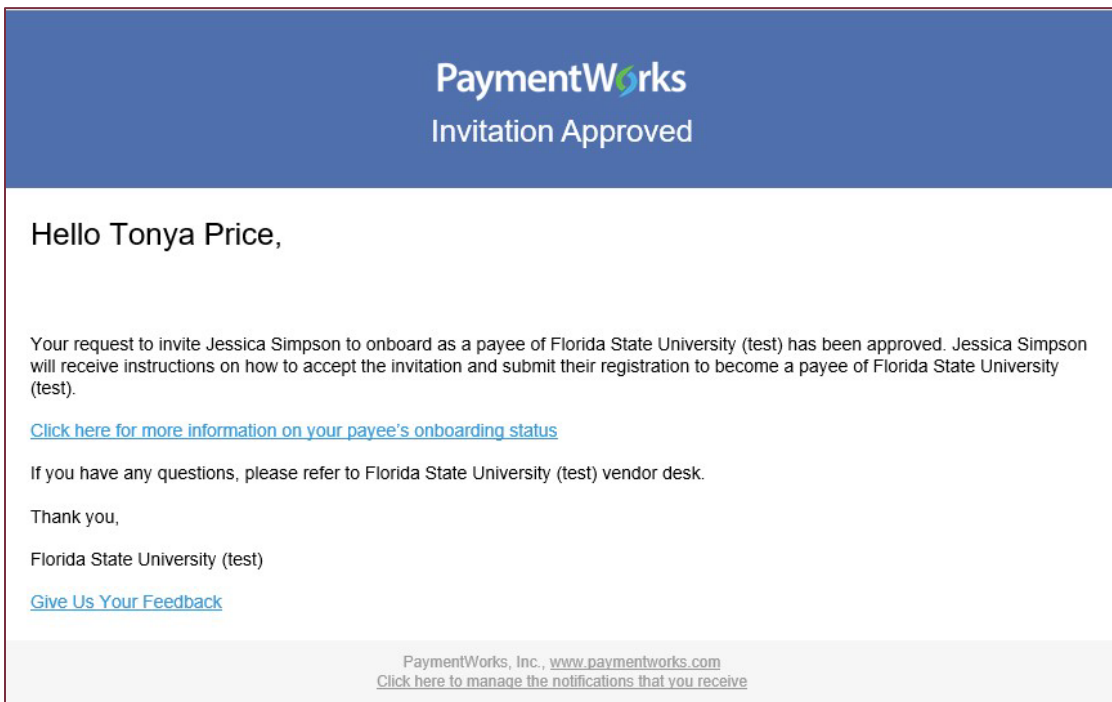 PaymentWorks
Invitation Approved
Hello Tonya Price,
Your request to invite Jessica Simpson to onboard as a payee of Florida State University (test) has been approved. Jessica Simpson
will receive instructions on how to accept the invitation and submit their registration to become a payee of Florida State University
(test).
Click here for more information on your payee's onboarding status
If you have any questions, please refer to Florida State University (test) vendor desk.
Thank you,
Florida State University (test)
Give Us Your Feedback
PaymentWorks, Inc., www.paymentworks.com
Click here to manage the notifications that you receive